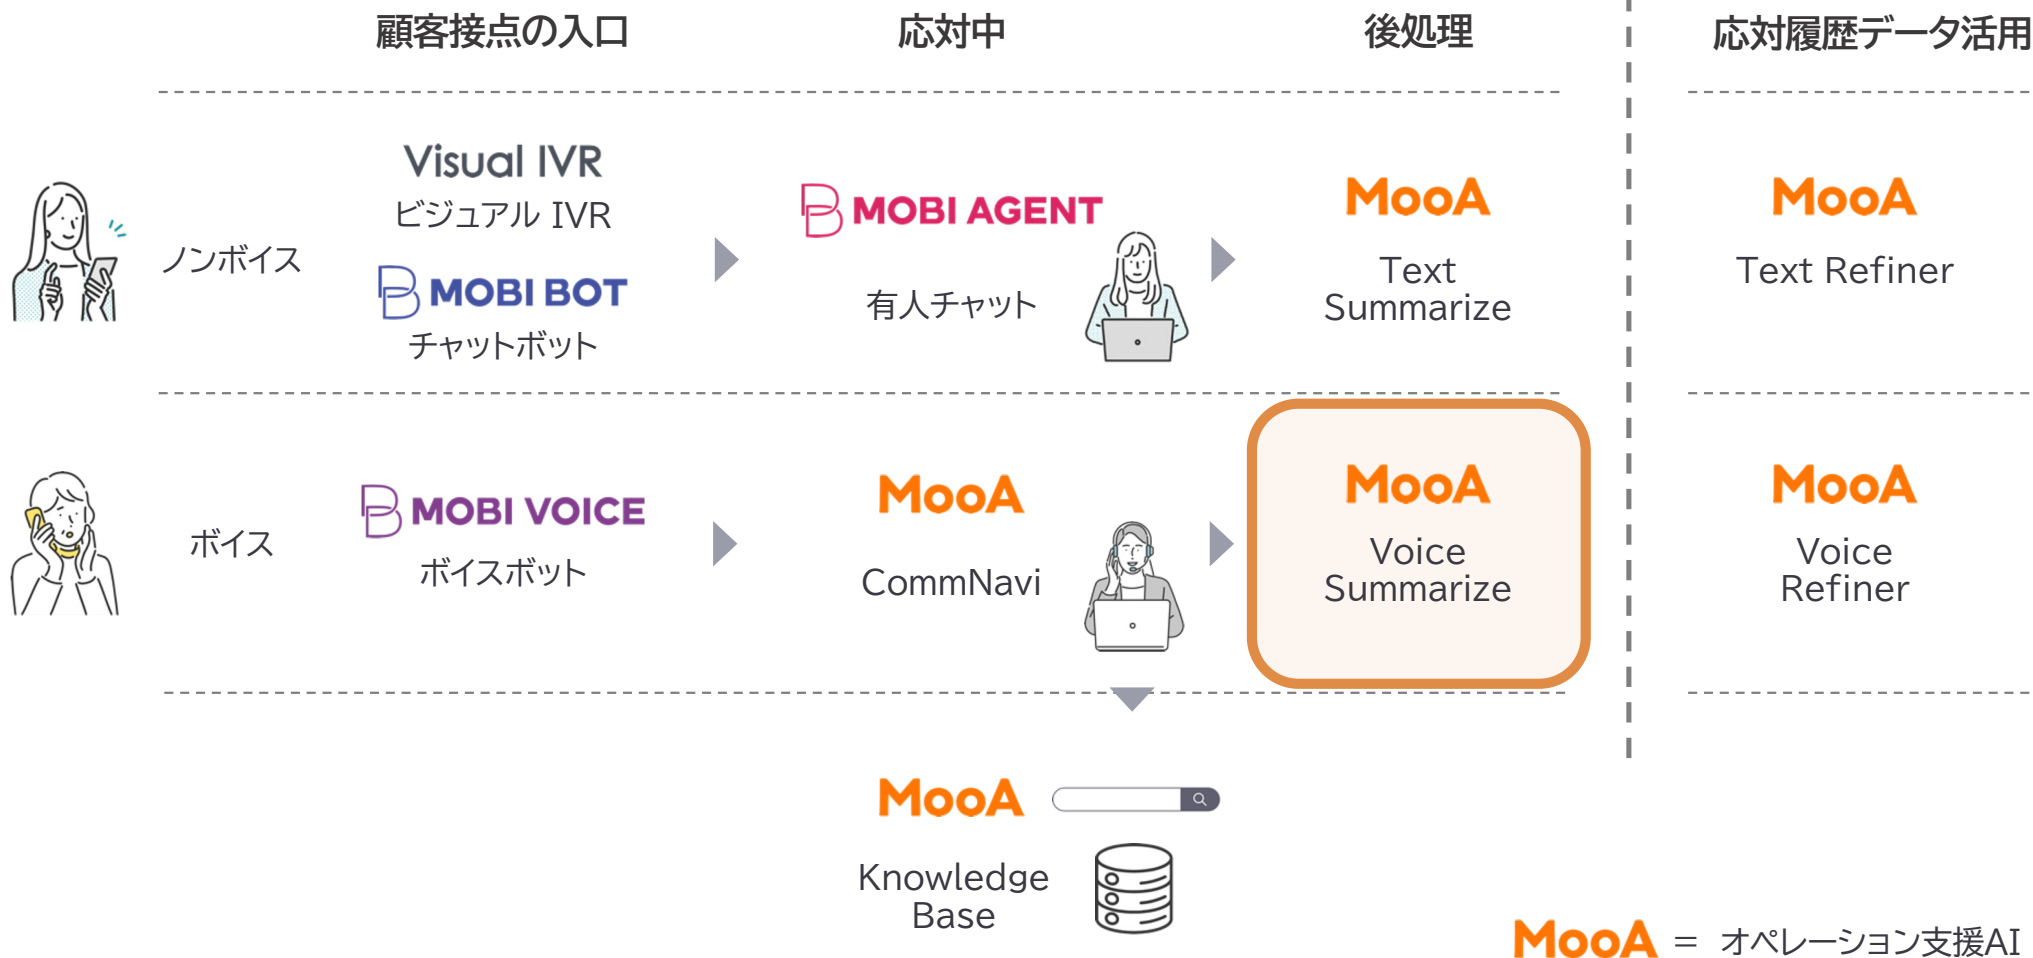 顧客接点の入口
応対中
後処理
応対履歴データ活用
ノンボイス
Visual IVR
ビジュアル IVR
MOBI BOT
チャットボット
MOBI AGENT
有人チャット
MooA
Text
Summarize
MooA
Text Refiner
ボイス
MOBI VOICE
ボイスボット
MooA
CommNavi
MooA
Voice
Summarize
MooA
Voice
Refiner
MooA
Knowledge
Base
MooA = オペレーション支援AI